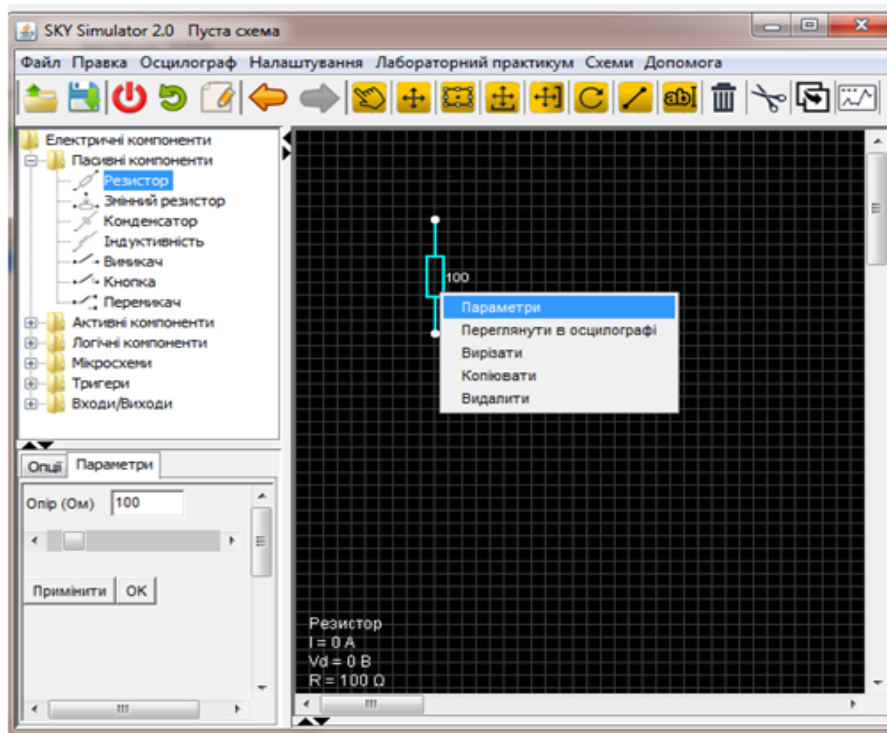 SKY Simulator 2.0 Пуста схема
Файл Правка Осцилограф Налаштування Лабораторний практикум Схеми Допомога
abI
Електричні компоненти
Пасивні компоненти
Резистор
Змінний резистор
Конденсатор
Індуктивність
Вимикач
Кнопка
Перемикач
Активні компоненти
Логічні компоненти
Мікросхеми
Тригери
Входи/Виходи
Опції Параметри
Опір (Ом) 100
Примінити OK
100
Параметри
Переглянути в осцилографі
Вирізати
Копіювати
Видалити
Резистор
I = 0 A
Vd = 0 B
R = 100 Ω